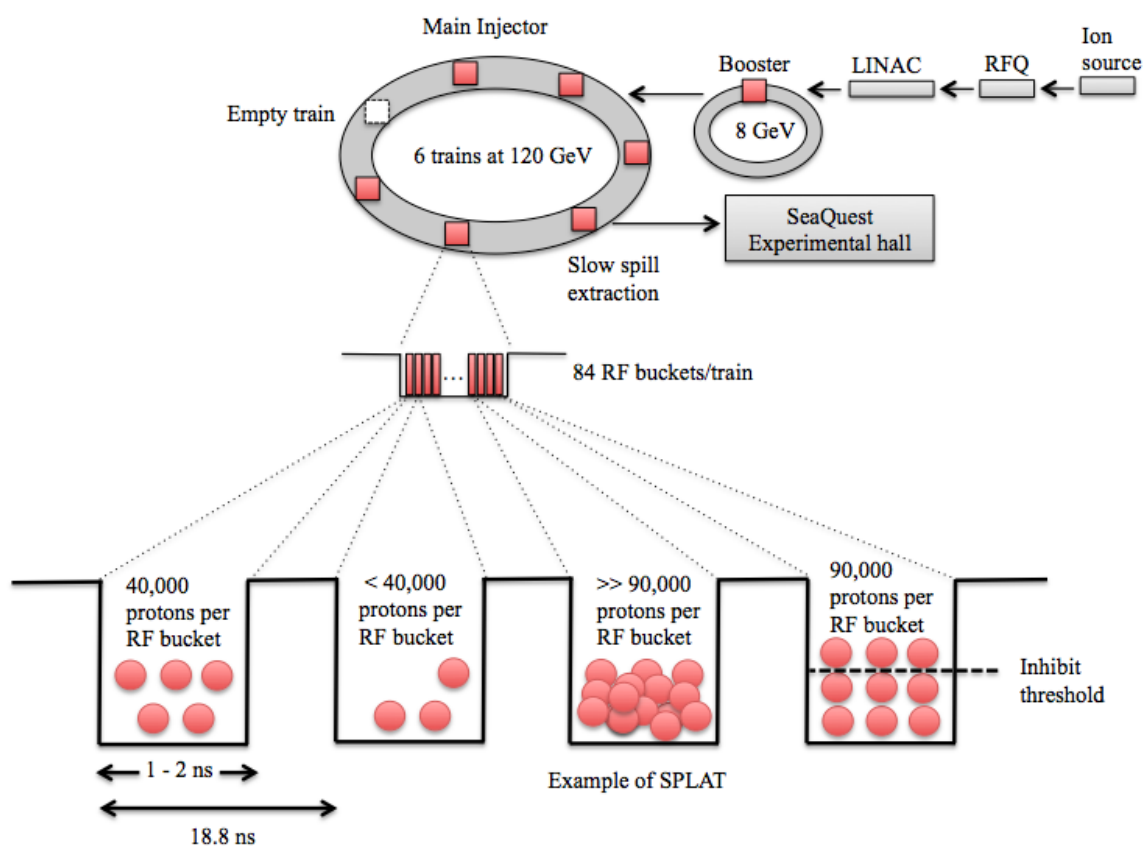 Main Injector
Ion
source
RFQ
LINAC
Booster
Empty train
6 trains at 120 GeV
8 GeV
SeaQuest
Experimental hall
Slow spill
extraction
84 RF buckets/train
...
40,000
protons per
RF bucket
< 40,000
protons per
RF bucket
>> 90,000
protons per
RF bucket
90,000
protons per
RF bucket
Inhibit
threshold
1 - 2 ns
Example of SPLAT
18.8 ns